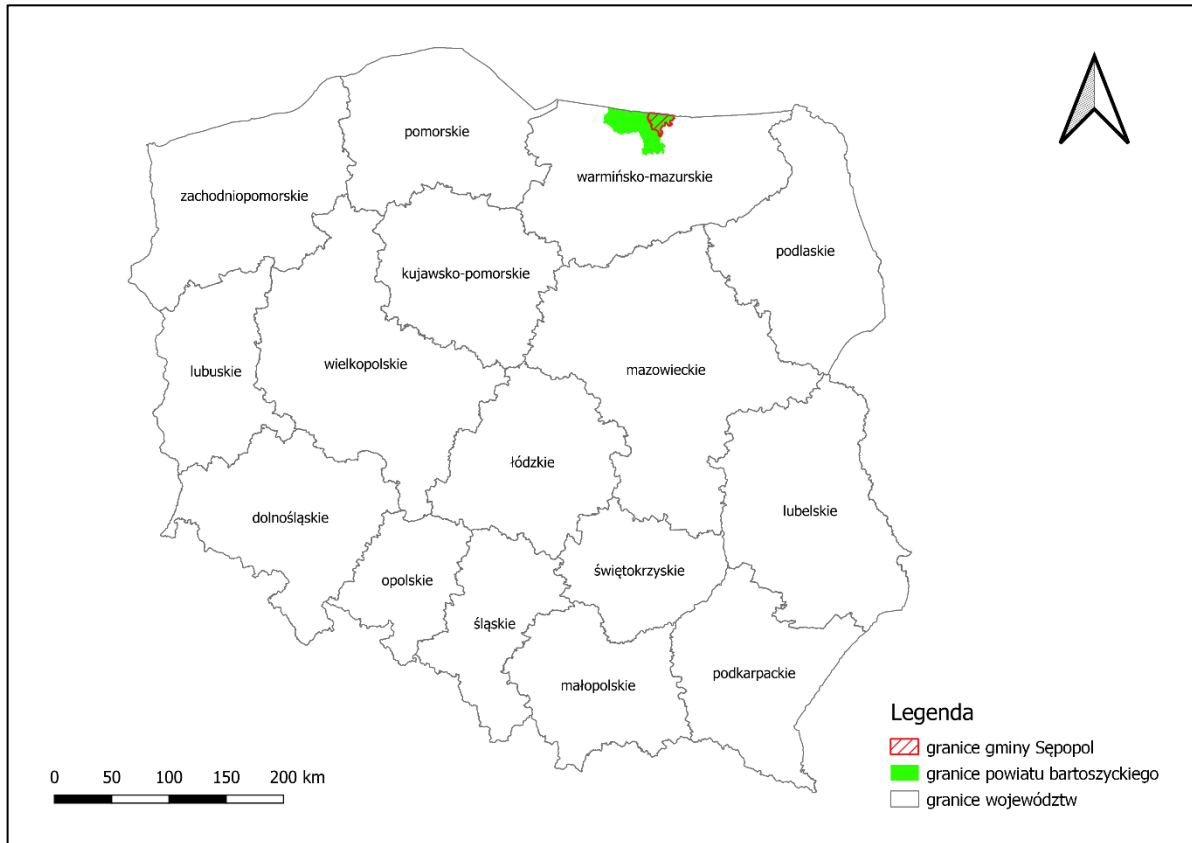 pomorskie
warmińsko-mazurskie
zachodniopomorskie
podlaskie
kujawsko-pomorskie
lubuskie
wielkopolskie
mazowieckie
łódzkie
lubelskie
dolnośląskie
świętokrzyskie
opolskie
śląskie
podkarpackie
małopolskie
Legenda
granice gminy Sępopol
granice powiatu bartoszyckiego
granice województw
0 50 100 150 200 km